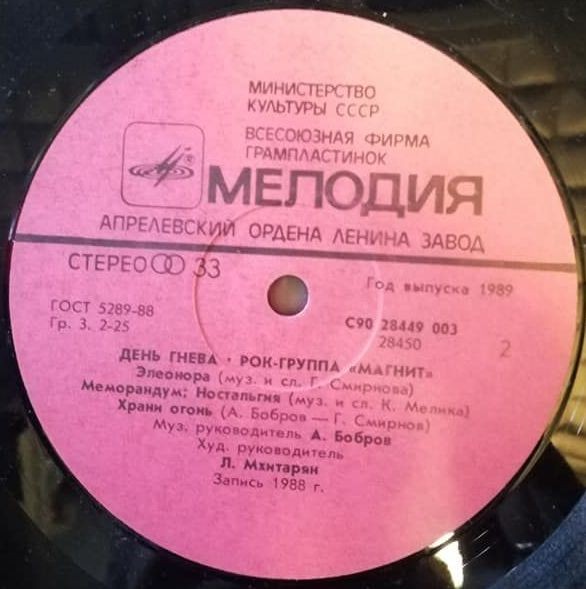 МИНИСТЕРСТВО
КУЛЬТУРЫ СССР
ВСЕСОЮЗНАЯ ФИРМА
ГРАМПЛАСТИНОК
®
МЕЛОДИЯ
АПРЕЛЕВСКИЙ ОРДЕНА ЛЕНИНА ЗАВОД
СТЕРЕО 33
Год выпуска 1989
ГОСТ 5289-88
Гр. 3. 2-25
С90 28449 003
28450
2
ДЕНЬ ГНЕВА · РОК-ГРУППА «МАГНИТ»
Элеонора (муз. и сл. Г. Смирнова)
Меморандум; Ностальгия (муз. и сл. К. Мелика)
Храни огонь (А. Бобров — Г. Смирнов)
Муз. руководитель А. Бобров
Худ. руководитель
Л. Мхитарян
Запись 1988 г.